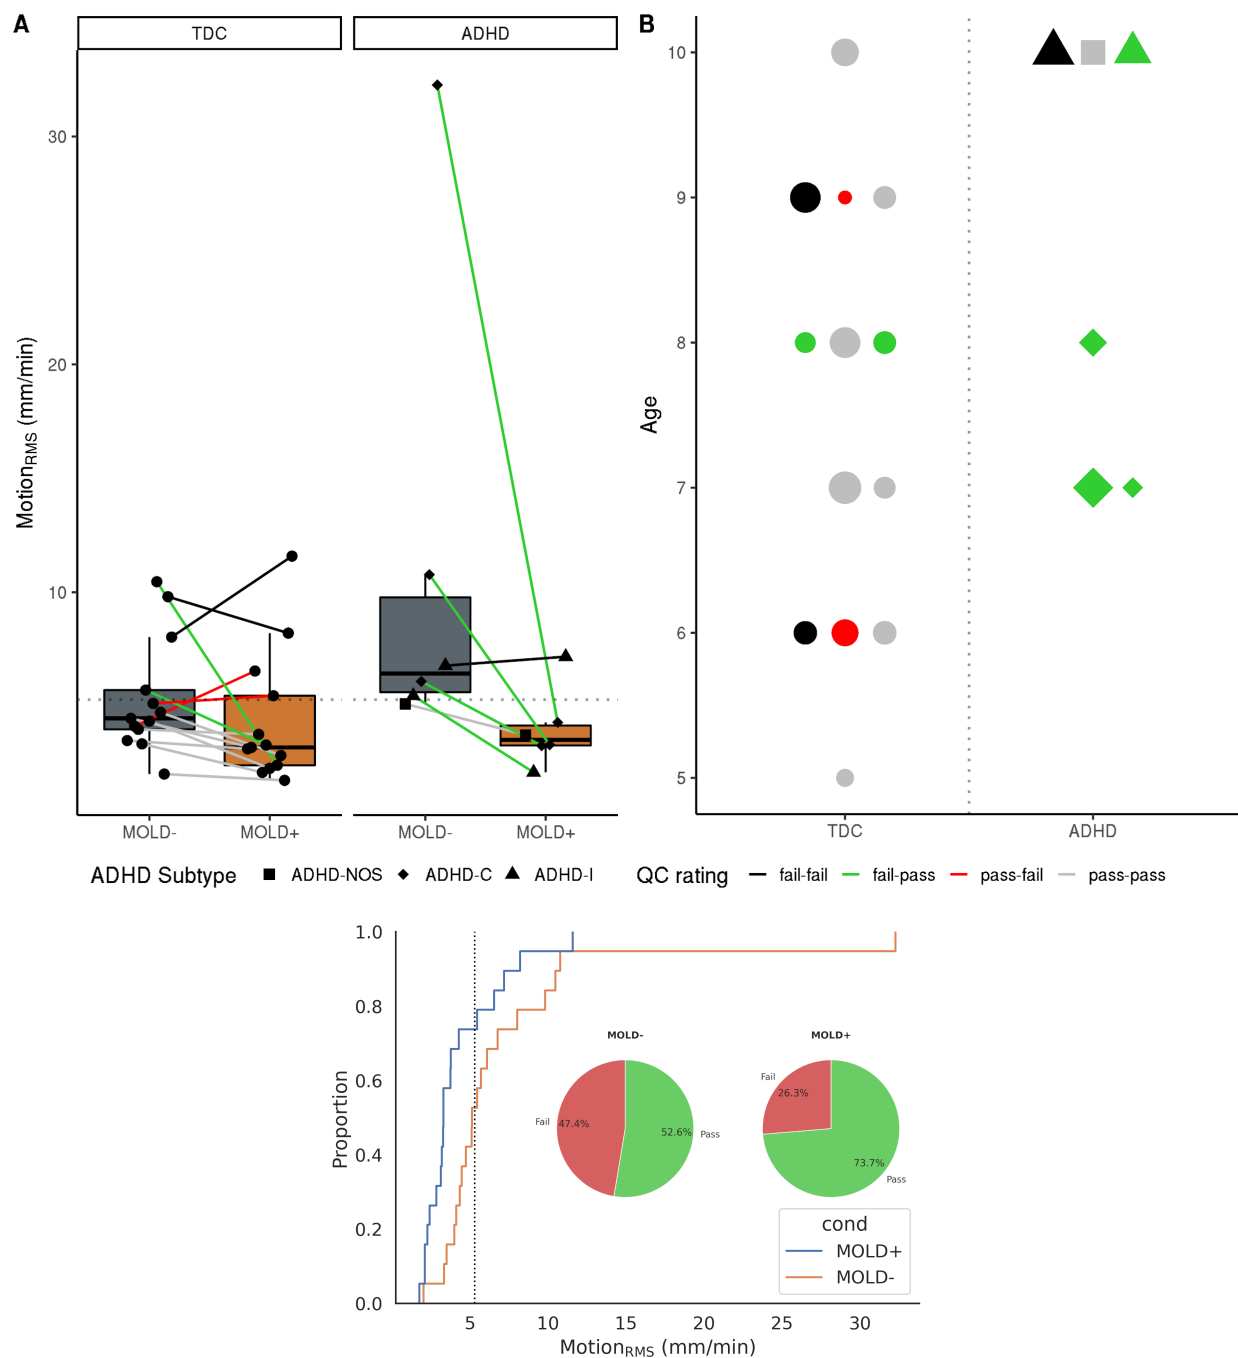 A
TDC
ADHD
Motion_RMS (mm/min)
30
20
10
MOLD-
MOLD+
MOLD-
MOLD+
B
Age
10
9
8
7
6
5
TDC
ADHD
ADHD Subtype ADHD-NOS ADHD-C ADHD-I QC rating fail-fail fail-pass pass-fail pass-pass
Proportion
1.0
0.8
0.6
0.4
0.2
0.0
MOLD-
Fail
47.4%
52.6%
Pass
MOLD+
Fail
26.3%
73.7%
Pass
cond
MOLD+
MOLD-
5 10 15 20 25 30
Motion_RMS (mm/min)